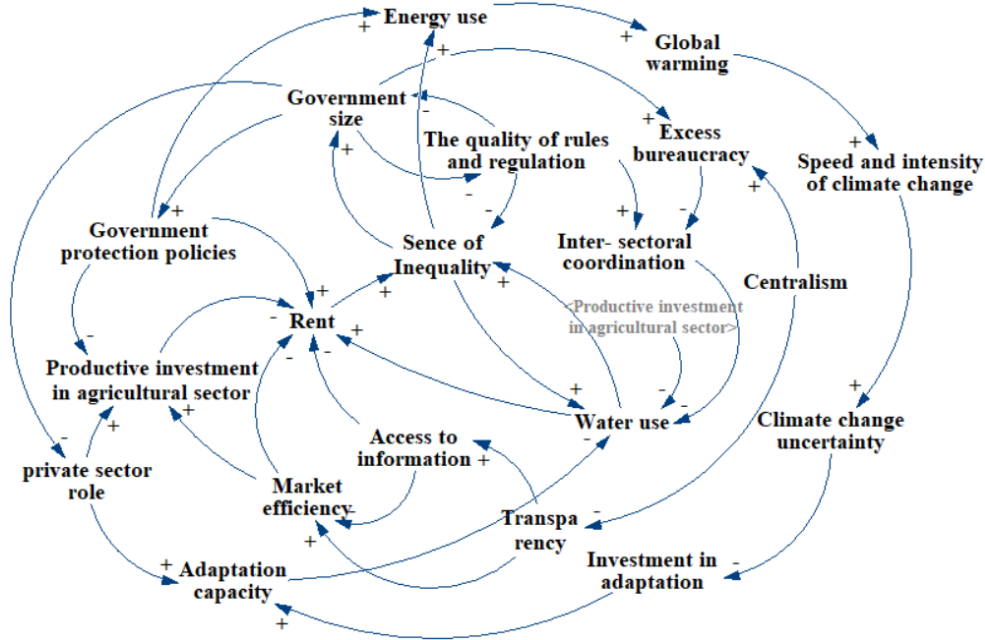 Energy use
Global
warming
Government
size
The quality of rules
and regulation
Excess
bureaucracy
Speed and intensity
of climate change
Government
protection policies
Sence of
Inequality
Inter- sectoral
coordination
Centralism
<Productive investment
in agricultural sector>
Rent
Productive investment
in agricultural sector
Water use
Climate change
uncertainty
Access to
information
private sector
role
Market
efficiency
Transpa
rency
Investment in
adaptation
Adaptation
capacity
+
+
+
-
+
+
+
+
-
-
+
-
+
+
+
+
-
+
-
-
-
+
-
-
+
+
-
+
+
-
-
+
-
-
+
+
-
+